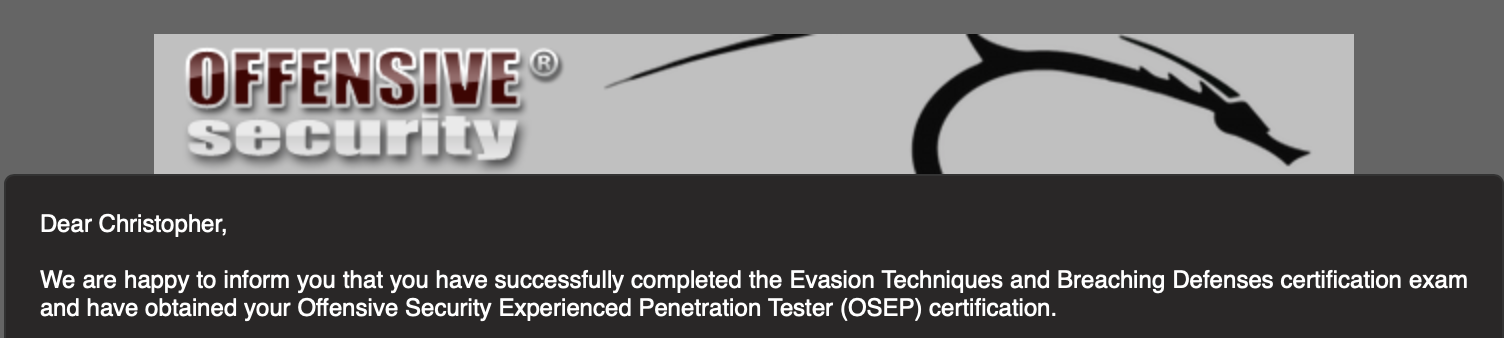 OFFENSIVE®
security
Dear Christopher,
We are happy to inform you that you have successfully completed the Evasion Techniques and Breaching Defenses certification exam
and have obtained your Offensive Security Experienced Penetration Tester (OSEP) certification.